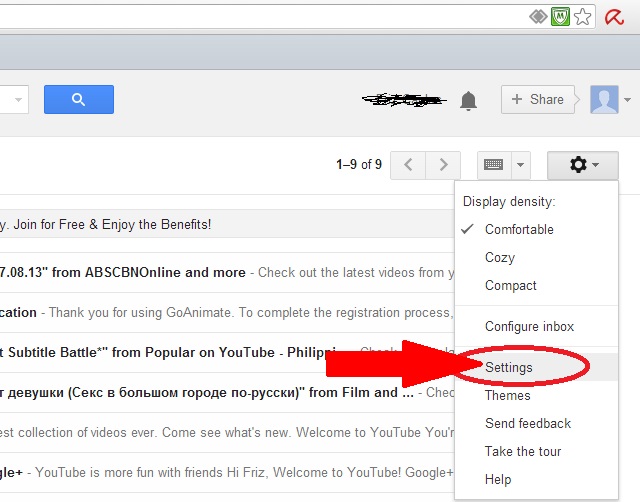 + Share
1–9 of 9
Display density:
y. Join for Free & Enjoy the Benefits!
Comfortable
Cozy
7.08.13" from ABSCBNOnline and more - Check out the latest videos from y
Compact
cation - Thank you for using GoAnimate. To complete the registration process,
Configure inbox
t Subtitle Battle*" from Popular on YouTube - Philippi
Settings
т девушки (Секс в большом городе по-русски)" from Film and ... - Chec
Themes
Send feedback
est collection of videos ever. Come see what's new. Welcome to YouTube You'r
Take the tour
gle+ - YouTube is more fun with friends Hi Friz, Welcome to YouTube! Google+
Help